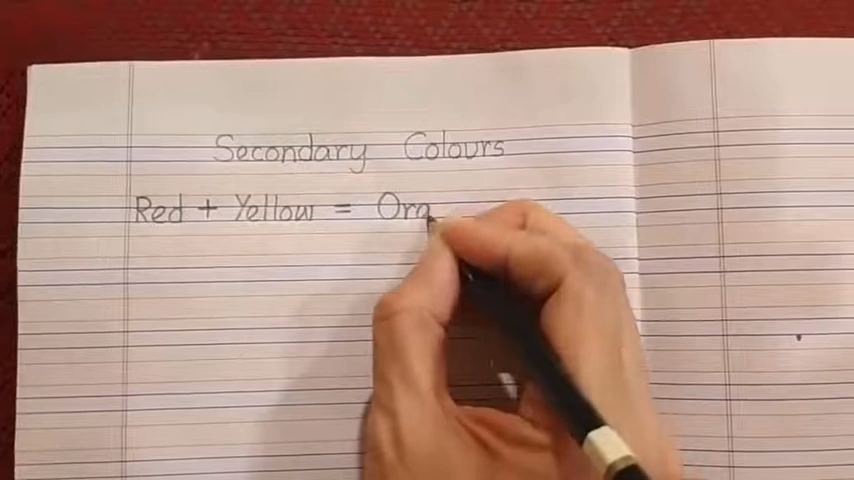 Secondary Colours
Red + Yellow = Ora